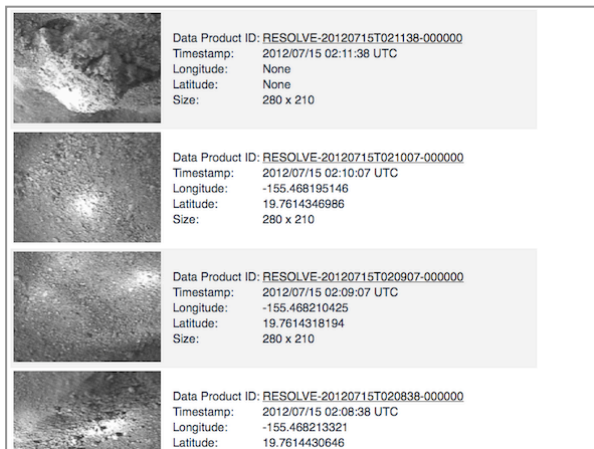 Data Product ID: RESOLVE-20120715T021138-000000
Timestamp: 2012/07/15 02:11:38 UTC
Longitude: None
Latitude: None
Size: 280 x 210
Data Product ID: RESOLVE-20120715T021007-000000
Timestamp: 2012/07/15 02:10:07 UTC
Longitude: -155.468195146
Latitude: 19.7614346986
Size: 280 x 210
Data Product ID: RESOLVE-20120715T020907-000000
Timestamp: 2012/07/15 02:09:07 UTC
Longitude: -155.468210425
Latitude: 19.7614318194
Size: 280 x 210
Data Product ID: RESOLVE-20120715T020838-000000
Timestamp: 2012/07/15 02:08:38 UTC
Longitude: -155.468213321
Latitude: 19.7614430646